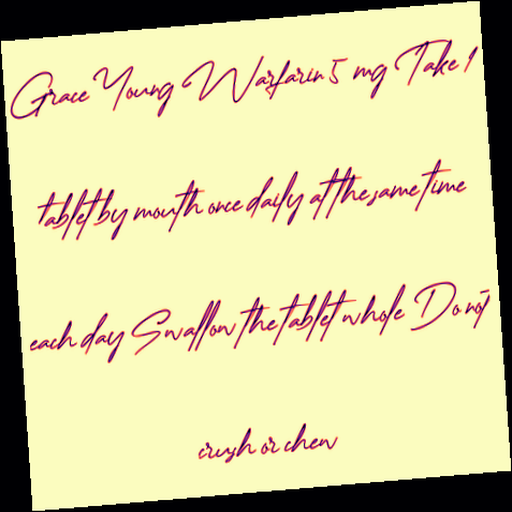 Grace Young Warfarin 5 mg Take 1
tablet by mouth once daily at the same time
each day Swallow the tablet whole Do not
crush or chew